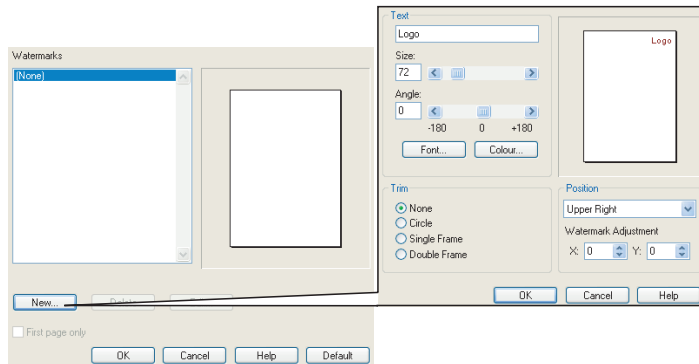 Watermarks
(None)
New...
Delete
First page only
OK Cancel Help Default
Text
Logo
Size:
72
Angle:
0
-180 0 +180
Font... Colour...
Logo
Trim
None
Circle
Single Frame
Double Frame
Position
Upper Right
Watermark Adjustment
X: 0 Y: 0
OK Cancel Help